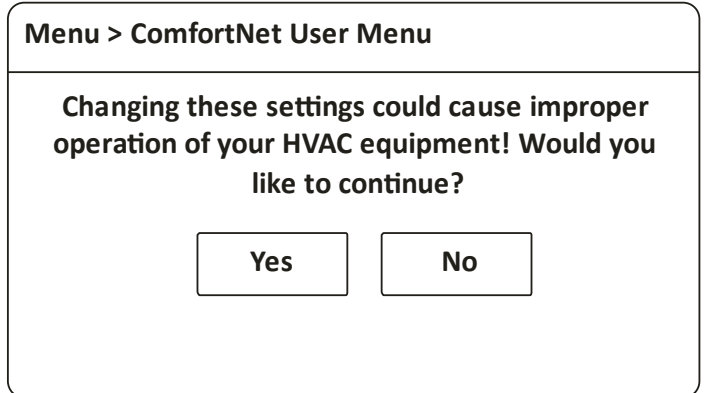 Menu > ComfortNet User Menu
Changing these settings could cause improper
operation of your HVAC equipment! Would you
like to continue?
Yes No